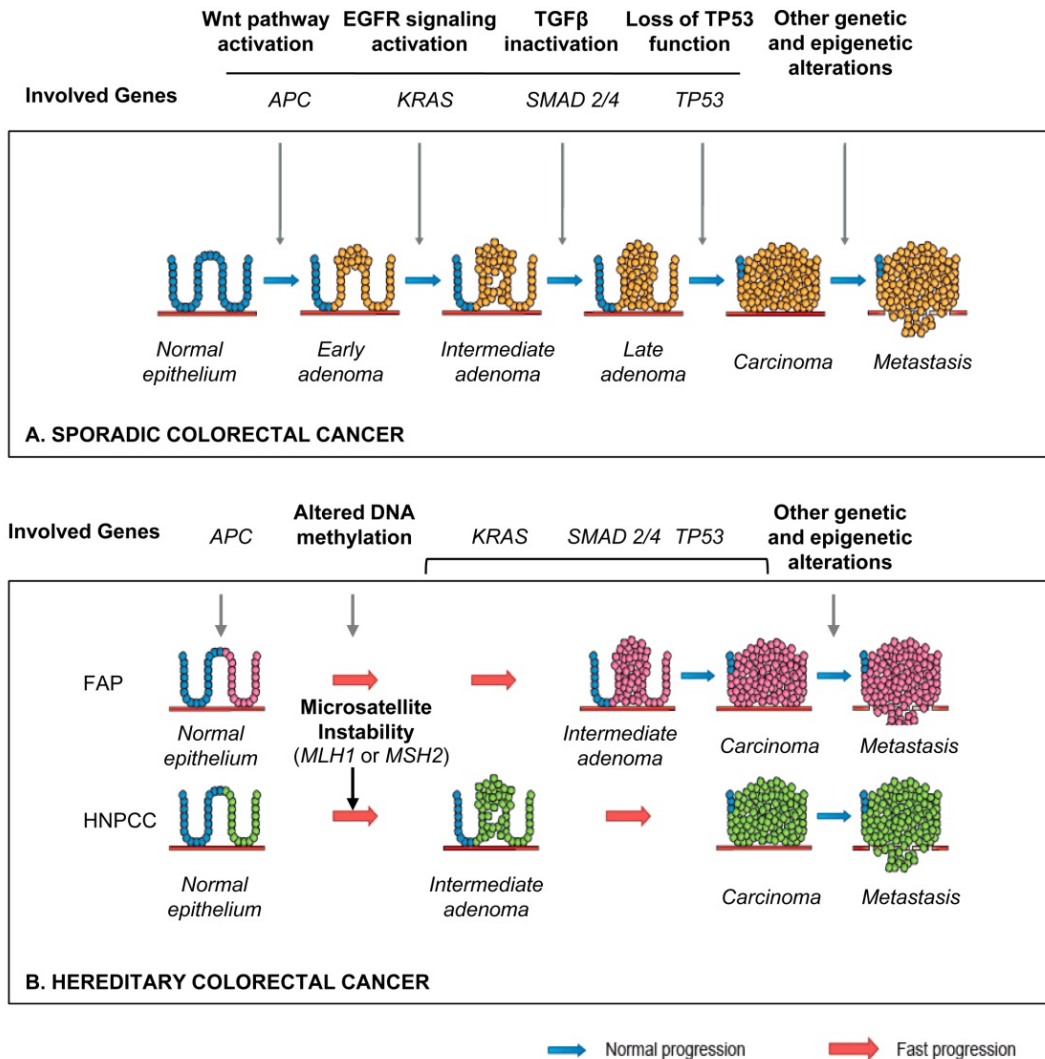 Wnt pathway activation
EGFR signaling activation
TGFβ inactivation
Loss of TP53 function
Other genetic and epigenetic alterations
Involved Genes
APC
KRAS
SMAD 2/4
TP53
Normal epithelium
Early adenoma
Intermediate adenoma
Late adenoma
Carcinoma
Metastasis
A. SPORADIC COLORECTAL CANCER
Involved Genes
APC
Altered DNA methylation
KRAS
SMAD 2/4
TP53
Other genetic and epigenetic alterations
FAP
Normal epithelium
Microsatellite Instability (MLH1 or MSH2)
Intermediate adenoma
Carcinoma
Metastasis
HNPCC
Normal epithelium
Intermediate adenoma
Carcinoma
Metastasis
B. HEREDITARY COLORECTAL CANCER
Normal progression
Fast progression